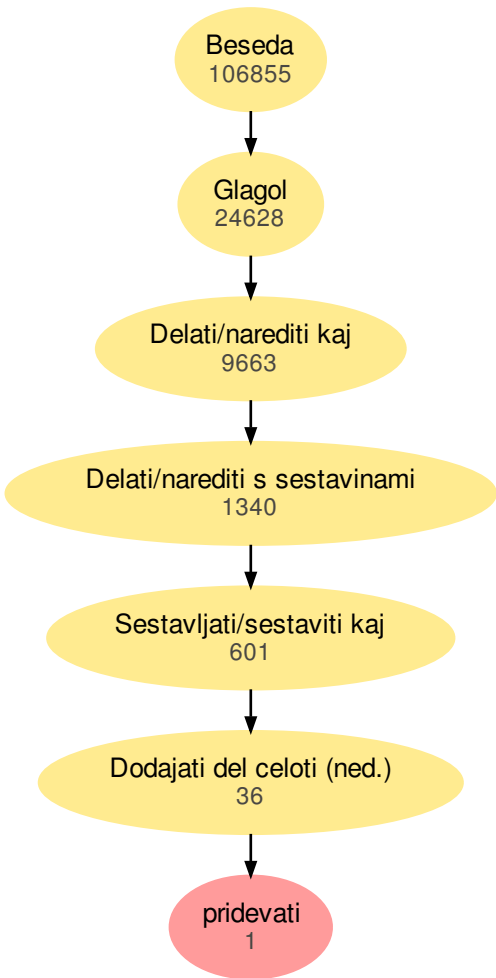 Beseda
106855
Glagol
24628
Delati/narediti kaj
9663
Delati/narediti s sestavinami
1340
Sestavljati/sestaviti kaj
601
Dodajati del celoti (ned.)
36
pridevati
1